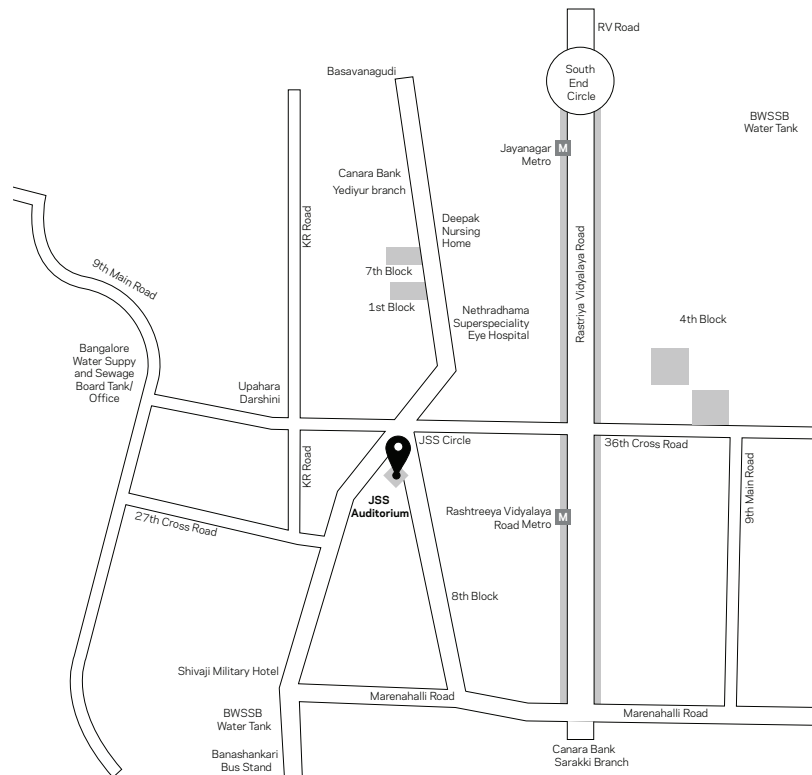 RV Road
Basavanagudi
South
End
Circle
BWSSB
Water Tank
Jayanagar
Metro
M
Canara Bank
Yediyur branch
KR Road
Deepak
Nursing
Home
Rastriya Vidyalaya Road
9th Main Road
7th Block
1st Block
Nethradhama
Superspeciality
Eye Hospital
4th Block
Bangalore
Water Suppy
and Sewage
Board Tank/
Office
Upahara
Darshini
JSS Circle
36th Cross Road
KR Road
9th Main Road
JSS
Auditorium
27th Cross Road
Rashtreeya Vidyalaya
Road Metro
M
8th Block
Shivaji Military Hotel
Marenahalli Road
Marenahalli Road
BWSSB
Water Tank
Banashankari
Bus Stand
Canara Bank
Sarakki Branch